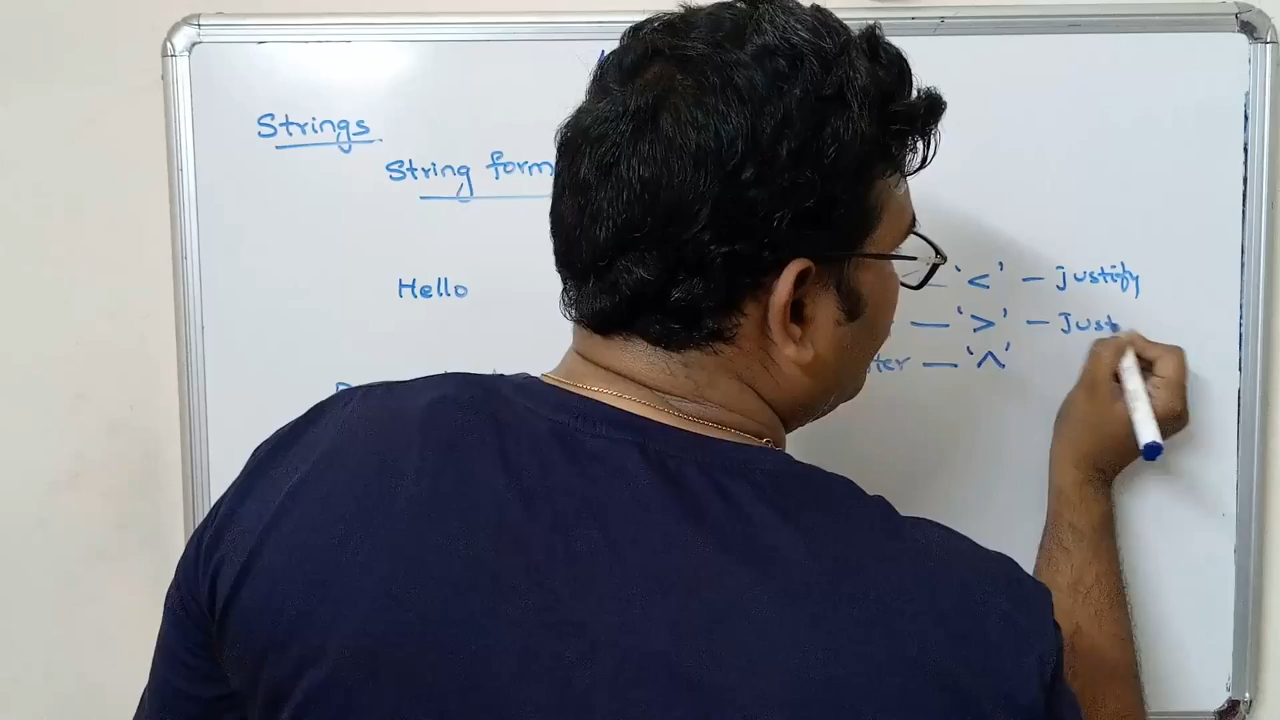 Strings
String form
Hello
'<' - justify
— '>' - Just
ter — '^'